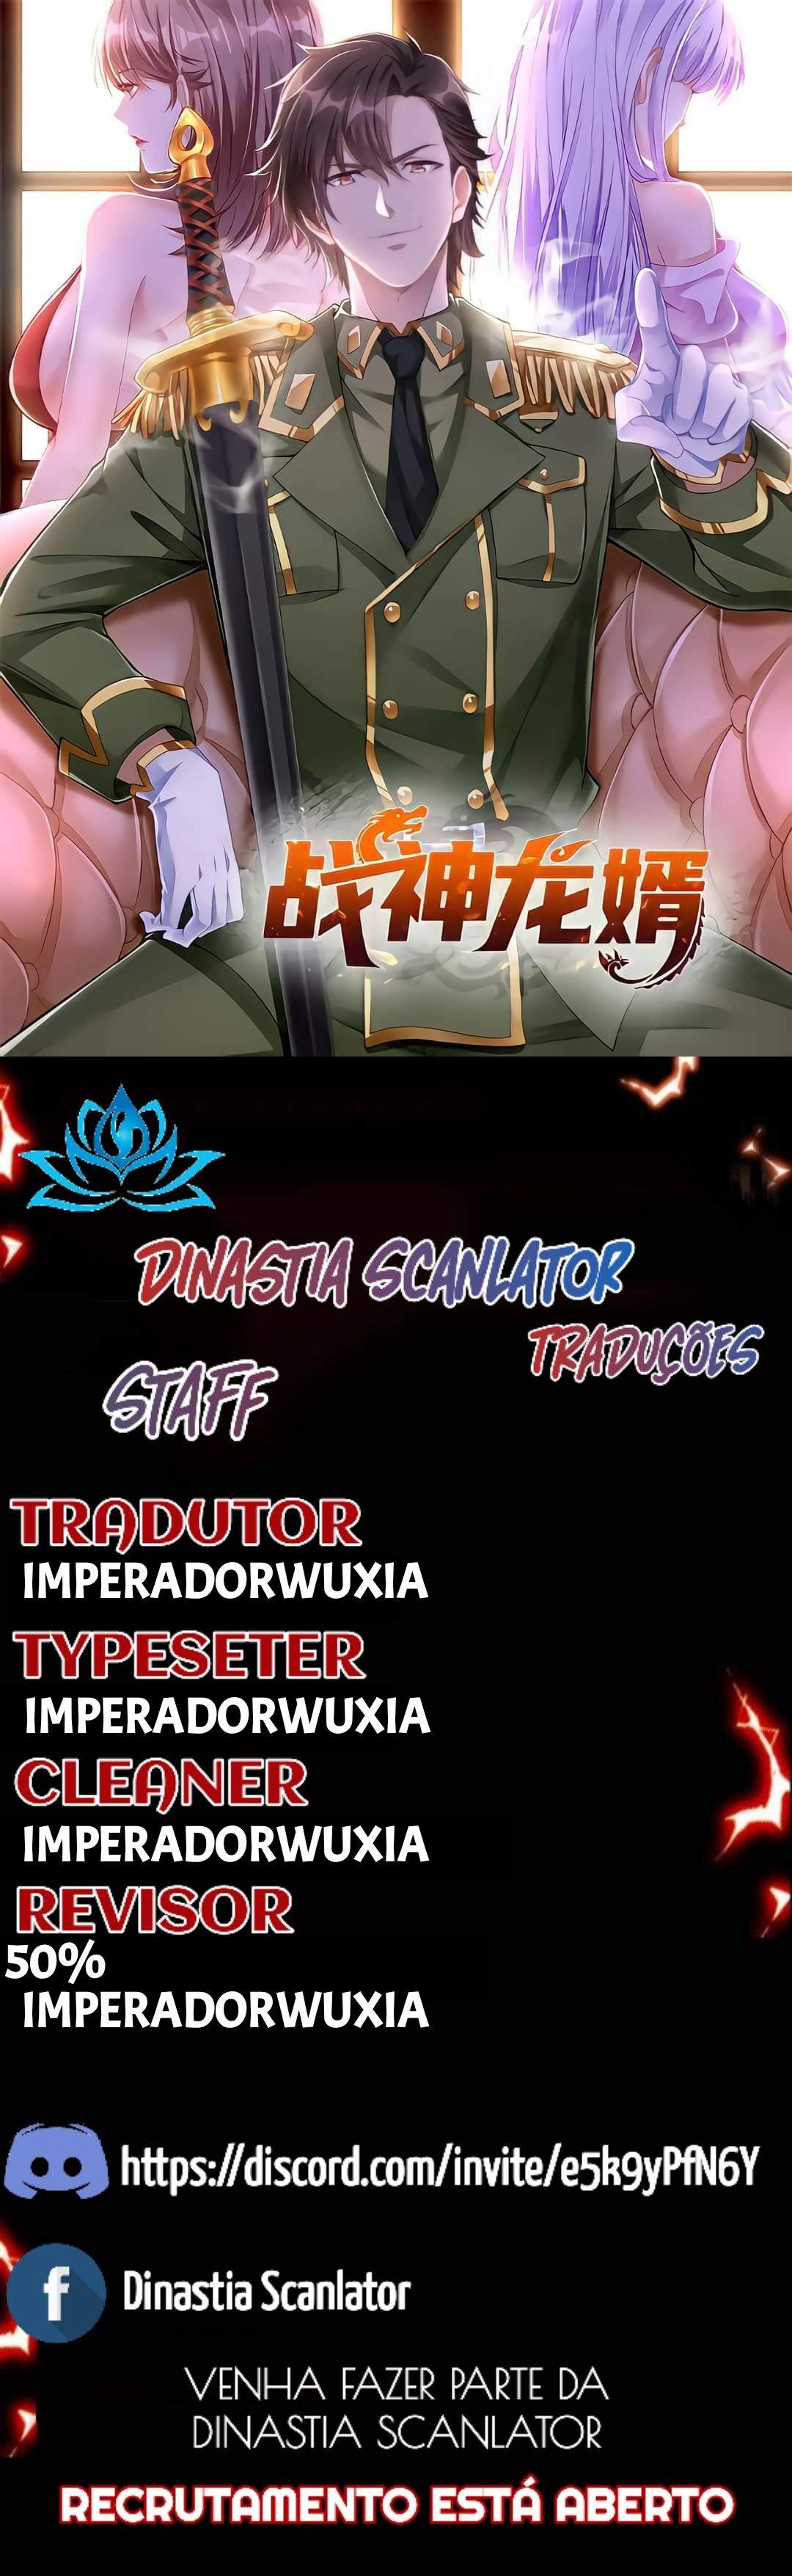 战神龙婿
DINASTIA SCANLATOR
TRADUÇÕES
STAFF
TRADUTOR
IMPERADORWUXIA
TYPESETER
IMPERADORWUXIA
CLEANER
IMPERADORWUXIA
REVISOR
50%
IMPERADORWUXIA
https://discord.com/invite/e5k9yPfN6Y
f Dinastia Scanlator
VENHA FAZER PARTE DA
DINASTIA SCANLATOR
RECRUTAMENTO ESTÁ ABERTO